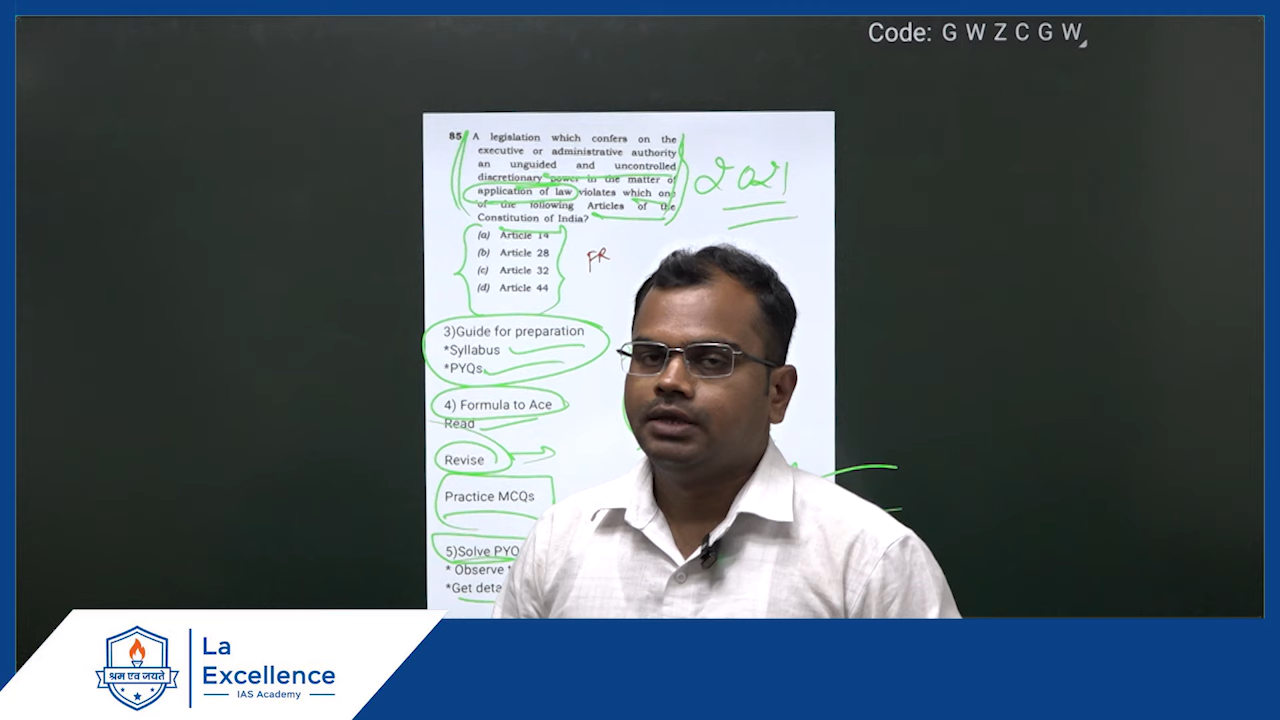 Code: G W Z C G W
85. A legislation which confers on the
executive or administrative authority
an unguided and uncontrolled
discretionary power in the matter of
application of law violates which one
of the following Articles of the
Constitution of India?
2021
(a) Article 14
(b) Article 28
(c) Article 32
(d) Article 44
FR
3)Guide for preparation
*Syllabus
*PYQs
4) Formula to Ace
Read
Revise
Practice MCQs
5)Solve PYQ
* Observe
*Get deta
श्रम एव जयते
La
Excellence
IAS Academy